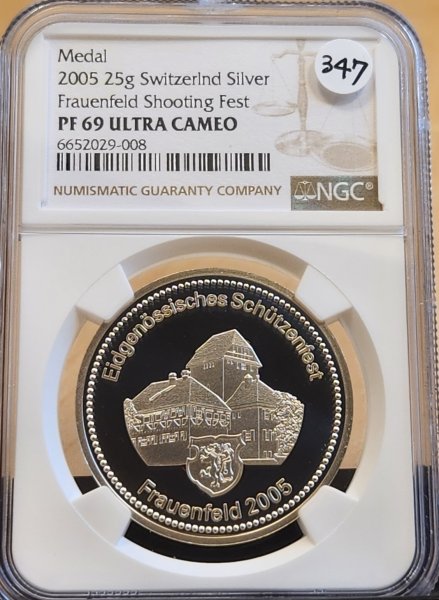 Medal
2005 25g Switzerlnd Silver
Frauenfeld Shooting Fest
PF 69 ULTRA CAMEO
6652029-008
NUMISMATIC GUARANTY COMPANY
NGC®
347
Eidgenössisches Schützenfest
Frauenfeld 2005